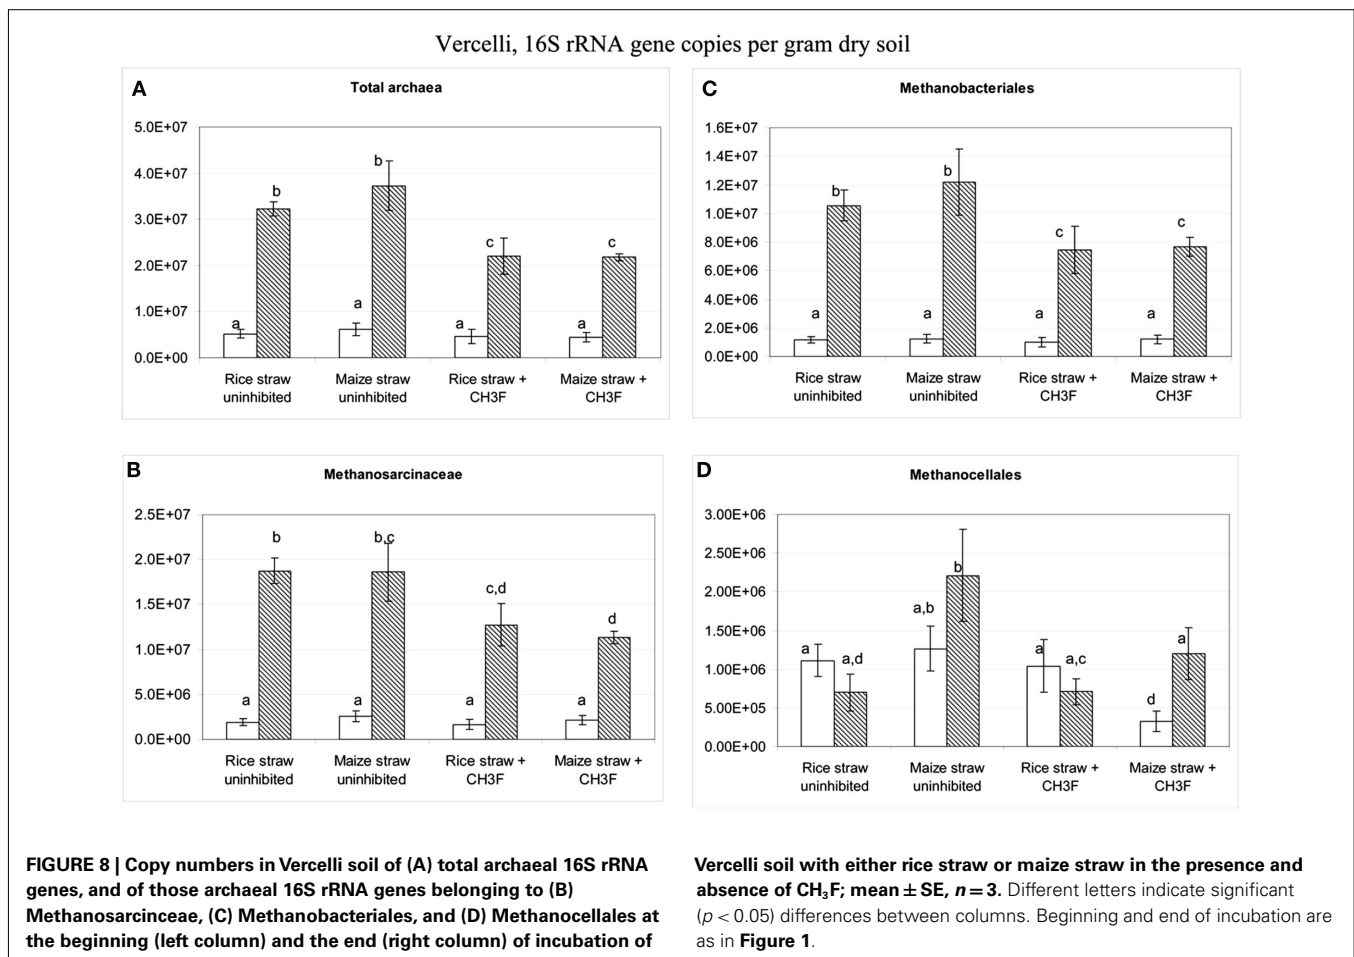 Vercelli, 16S rRNA gene copies per gram dry soil
A
Total archaea
5.0E+07
4.0E+07
3.0E+07
2.0E+07
1.0E+07
0.0E+00
a b a b a c a c
Rice straw uninhibited
Maize straw uninhibited
Rice straw + CH3F
Maize straw + CH3F
B
Methanosarcinaceae
2.5E+07
2.0E+07
1.5E+07
1.0E+07
5.0E+06
0.0E+00
a b a b,c a c,d a d
Rice straw uninhibited
Maize straw uninhibited
Rice straw + CH3F
Maize straw + CH3F
C
Methanobacteriales
1.6E+07
1.4E+07
1.2E+07
1.0E+07
8.0E+06
6.0E+06
4.0E+06
2.0E+06
0.0E+00
a b a b a c a c
Rice straw uninhibited
Maize straw uninhibited
Rice straw + CH3F
Maize straw + CH3F
D
Methanocellales
3.00E+06
2.50E+06
2.00E+06
1.50E+06
1.00E+06
5.00E+05
0.00E+00
a a,d a,b b a a,c d a
Rice straw uninhibited
Maize straw uninhibited
Rice straw + CH3F
Maize straw + CH3F
FIGURE 8 | Copy numbers in Vercelli soil of (A) total archaeal 16S rRNA
genes, and of those archaeal 16S rRNA genes belonging to (B)
Methanosarcinceae, (C) Methanobacteriales, and (D) Methanocellales at
the beginning (left column) and the end (right column) of incubation of
Vercelli soil with either rice straw or maize straw in the presence and
absence of CH₃F; mean ± SE, n = 3. Different letters indicate significant
(p < 0.05) differences between columns. Beginning and end of incubation are
as in Figure 1.